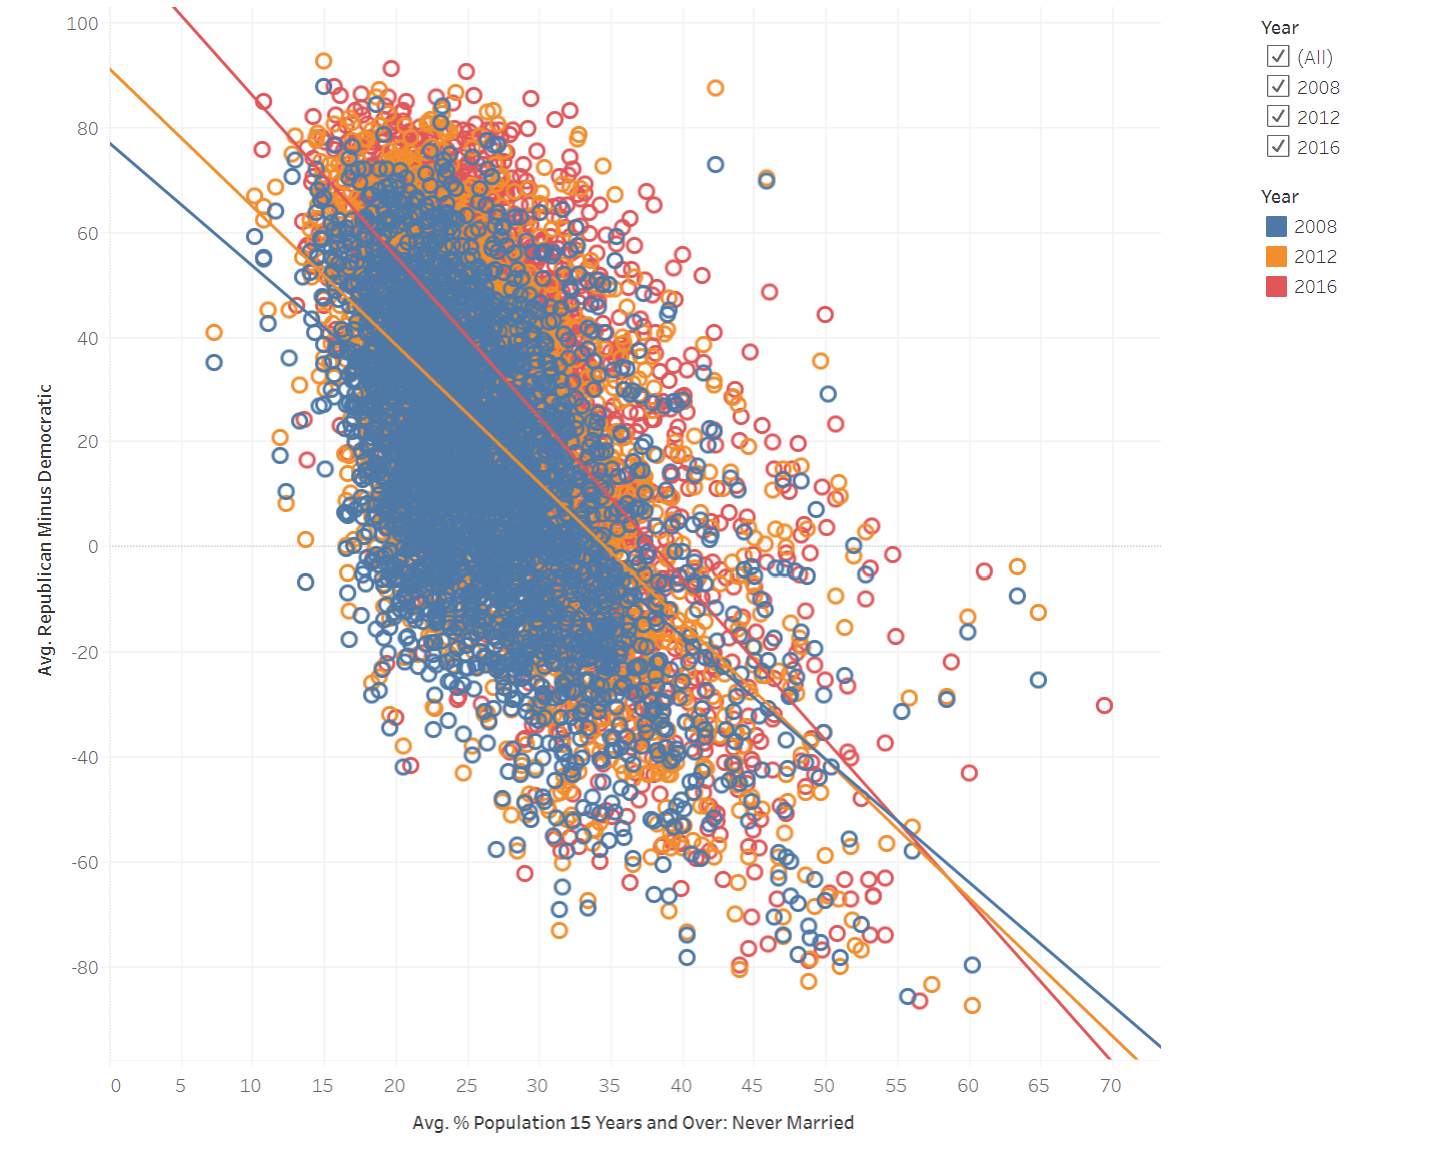 100
80
60
40
20
0
-20
-40
-60
-80
Avg. Republican Minus Democratic
0 5 10 15 20 25 30 35 40 45 50 55 60 65 70
Avg. % Population 15 Years and Over: Never Married
Year
(All)
2008
2012
2016
Year
2008
2012
2016